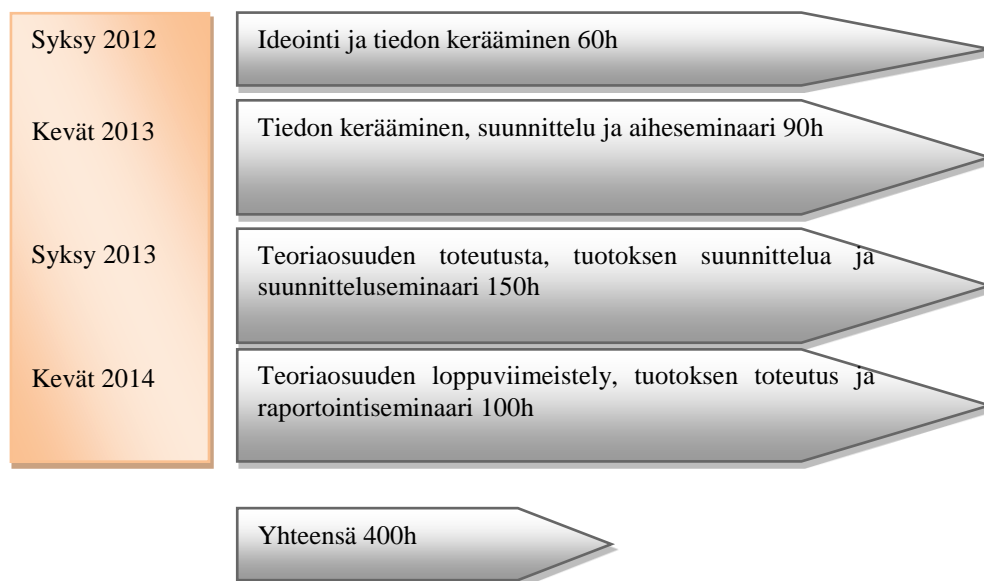 Syksy 2012
Ideointi ja tiedon kerääminen 60h
Kevät 2013
Tiedon kerääminen, suunnittelu ja aiheseminaari 90h
Syksy 2013
Teoriaosuuden toteutusta, tuotoksen suunnittelua ja
suunnitteluseminaari 150h
Kevät 2014
Teoriaosuuden loppuviimeistely, tuotoksen toteutus ja
raportointiseminaari 100h
Yhteensä 400h